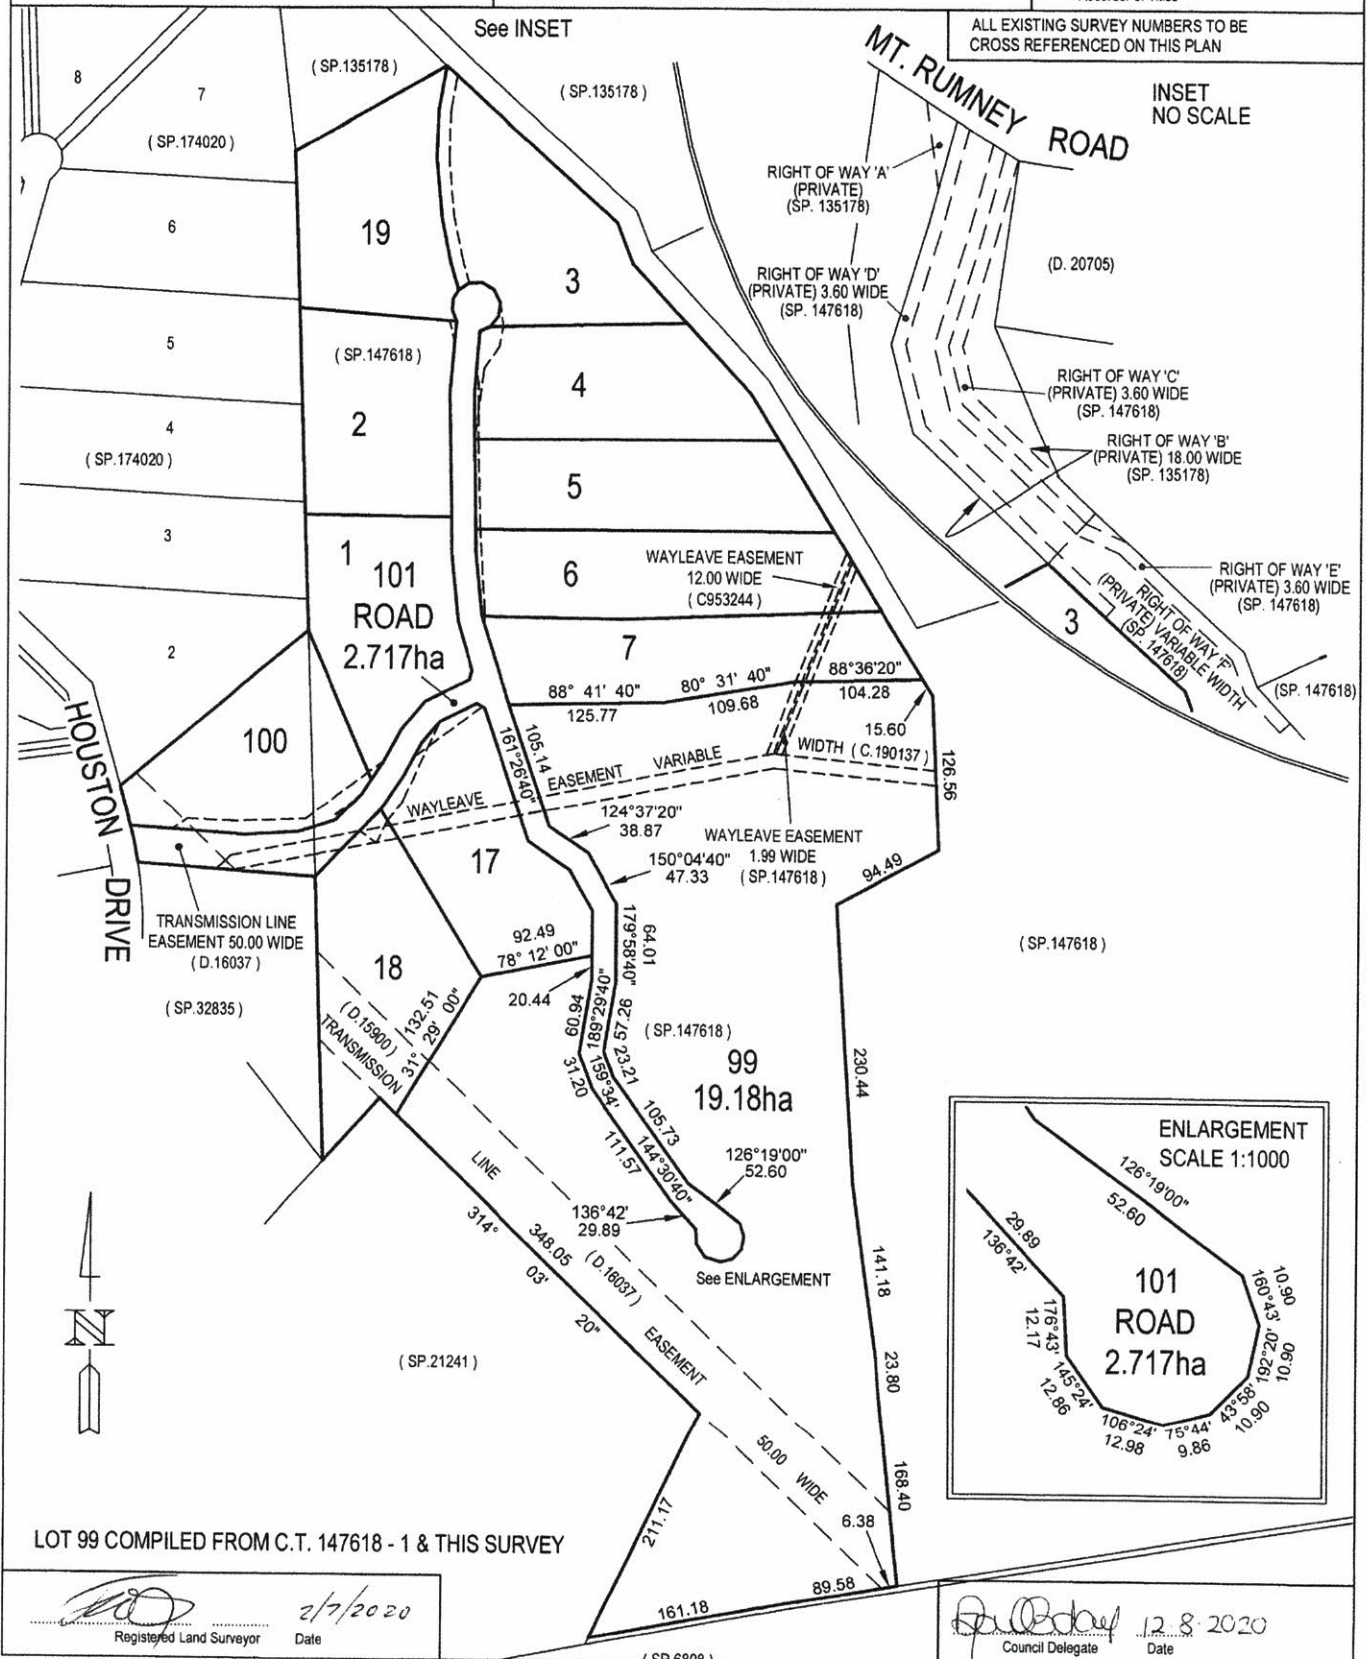 See INSET
ALL EXISTING SURVEY NUMBERS TO BE
CROSS REFERENCED ON THIS PLAN
INSET
NO SCALE
MT. RUMNEY ROAD
8
7
( SP.174020 )
( SP.135178 )
( SP.135178 )
6
5
4
( SP.174020 )
3
2
19
3
( SP.147618 )
2
4
5
6
7
1
101
ROAD
2.717ha
100
RIGHT OF WAY 'A'
(PRIVATE)
(SP. 135178)
RIGHT OF WAY 'D'
(PRIVATE) 3.60 WIDE
(SP. 147618)
(D. 20705)
RIGHT OF WAY 'C'
(PRIVATE) 3.60 WIDE
(SP. 147618)
RIGHT OF WAY 'B'
(PRIVATE) 18.00 WIDE
(SP. 135178)
RIGHT OF WAY 'E'
(PRIVATE) 3.60 WIDE
(SP. 147618)
RIGHT OF WAY 'F'
(PRIVATE) VARIABLE WIDTH
(SP. 147618)
3
(SP. 147618)
WAYLEAVE EASEMENT
12.00 WIDE
( C953244 )
88° 41' 40"
125.77
80° 31' 40"
109.68
88°36'20"
104.28
15.60
126.56
105.14
161°26'40"
WAYLEAVE EASEMENT VARIABLE WIDTH ( C.190137 )
124°37'20"
38.87
WAYLEAVE EASEMENT
1.99 WIDE
( SP.147618 )
150°04'40"
47.33
94.49
HOUSTON DRIVE
TRANSMISSION LINE
EASEMENT 50.00 WIDE
( D.16037 )
( SP.32835 )
17
18
92.49
78° 12' 00"
20.44
64.01
179°58'40"
60.94
189°29'40"
57.26
31.20
159°34'
23.21
( SP.147618 )
( SP.147618 )
99
19.18ha
132.51
31° 29' 00"
(D.15900)
TRANSMISSION
LINE
EASEMENT
50.00 WIDE
(D.16037)
105.73
144°30'40"
111.57
126°19'00"
52.60
136°42'
29.89
See ENLARGEMENT
314° 03' 20"
348.05
230.44
141.18
23.80
168.40
6.38
89.58
161.18
211.17
( SP.21241 )
N
ENLARGEMENT
SCALE 1:1000
126°19'00"
52.60
29.89
136°42'
101
ROAD
2.717ha
176°43'
12.17
145°24'
12.86
106°24'
12.98
75°44'
9.86
43°58'
10.90
192°20'
10.90
160°43'
10.90
LOT 99 COMPILED FROM C.T. 147618 - 1 & THIS SURVEY
2/7/2020
Registered Land Surveyor Date
12.8.2020
Council Delegate Date
( SP.6808 )